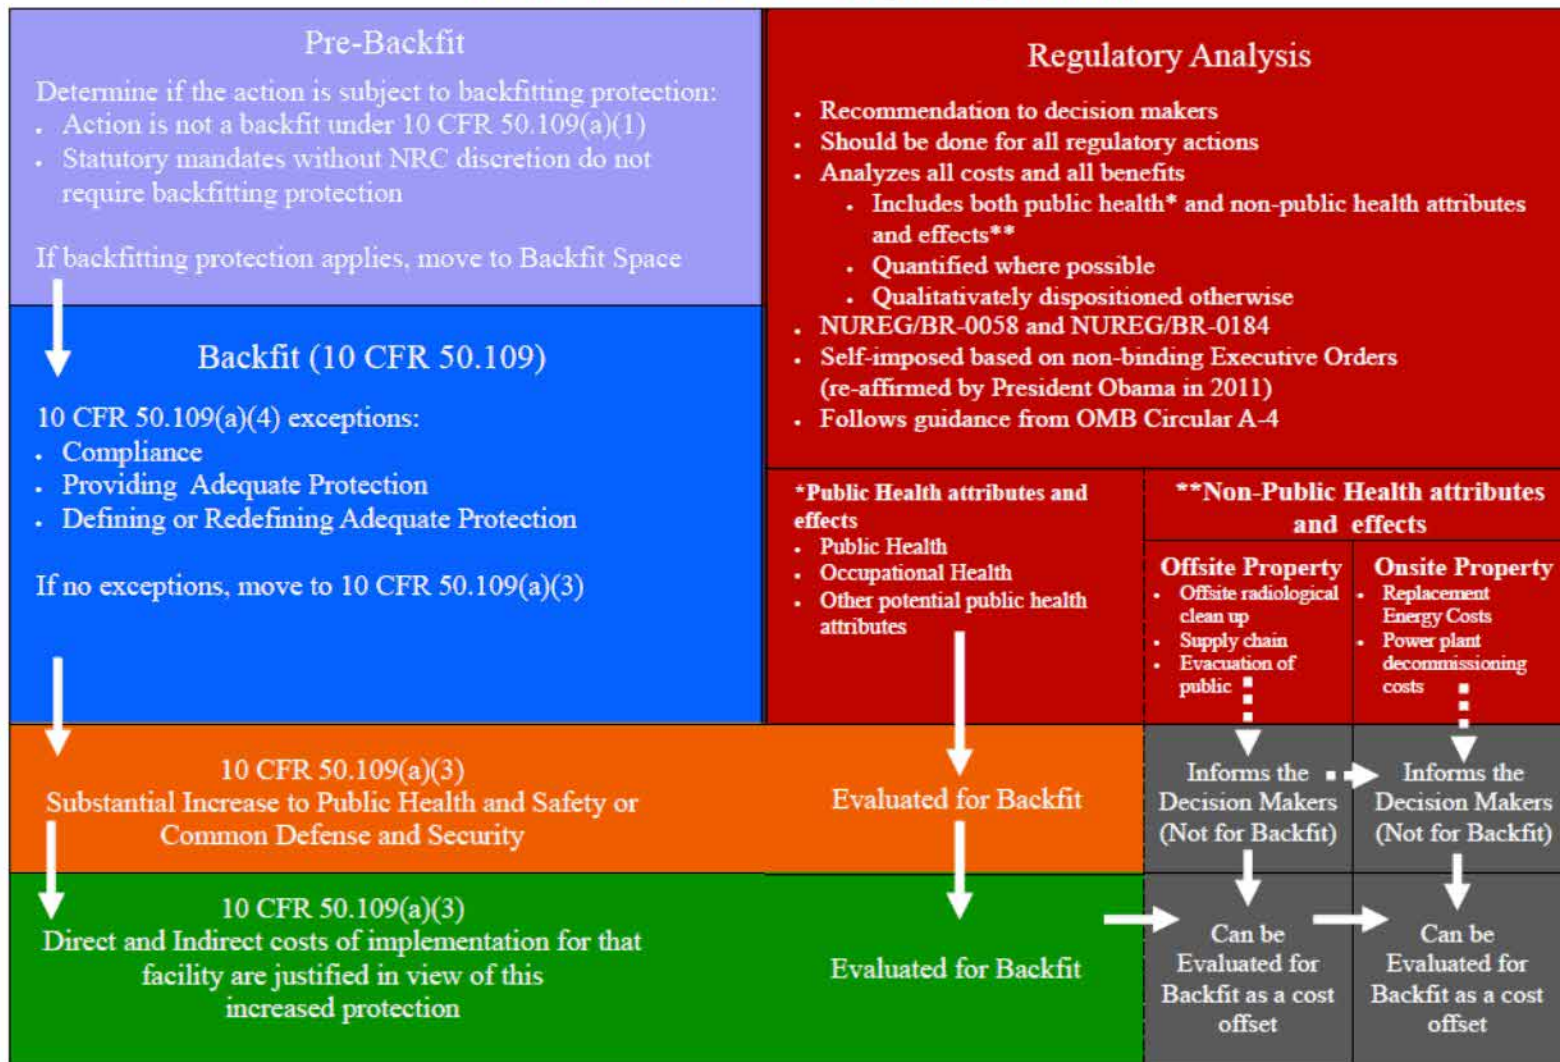 Pre-Backfit
Determine if the action is subject to backfitting protection:
• Action is not a backfit under 10 CFR 50.109(a)(1)
• Statutory mandates without NRC discretion do not
require backfitting protection
If backfitting protection applies, move to Backfit Space
Backfit (10 CFR 50.109)
10 CFR 50.109(a)(4) exceptions:
• Compliance
• Providing Adequate Protection
• Defining or Redefining Adequate Protection
If no exceptions, move to 10 CFR 50.109(a)(3)
Regulatory Analysis
• Recommendation to decision makers
• Should be done for all regulatory actions
• Analyzes all costs and all benefits
• Includes both public health* and non-public health attributes
and effects**
• Quantified where possible
• Qualitativately dispositioned otherwise
• NUREG/BR-0058 and NUREG/BR-0184
• Self-imposed based on non-binding Executive Orders
(re-affirmed by President Obama in 2011)
• Follows guidance from OMB Circular A-4
*Public Health attributes and
effects
• Public Health
• Occupational Health
• Other potential public health
attributes
**Non-Public Health attributes
and effects
Offsite Property
• Offsite radiological
clean up
• Supply chain
• Evacuation of
public
Onsite Property
• Replacement
Energy Costs
• Power plant
decommissioning
costs
10 CFR 50.109(a)(3)
Substantial Increase to Public Health and Safety or
Common Defense and Security
Evaluated for Backfit
Informs the
Decision Makers
(Not for Backfit)
Informs the
Decision Makers
(Not for Backfit)
10 CFR 50.109(a)(3)
Direct and Indirect costs of implementation for that
facility are justified in view of this
increased protection
Evaluated for Backfit
Can be
Evaluated for
Backfit as a cost
offset
Can be
Evaluated for
Backfit as a cost
offset